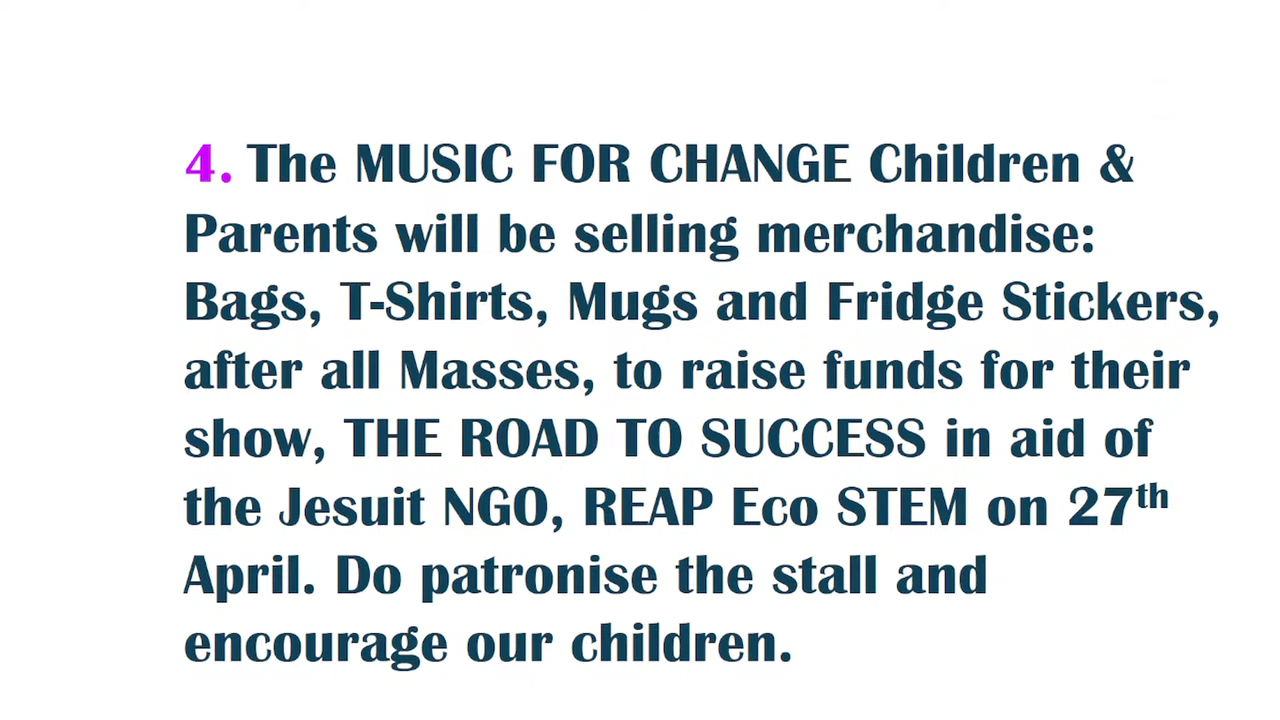 4. The MUSIC FOR CHANGE Children &
Parents will be selling merchandise:
Bags, T-Shirts, Mugs and Fridge Stickers,
after all Masses, to raise funds for their
show, THE ROAD TO SUCCESS in aid of
the Jesuit NGO, REAP Eco STEM on 27th
April. Do patronise the stall and
encourage our children.